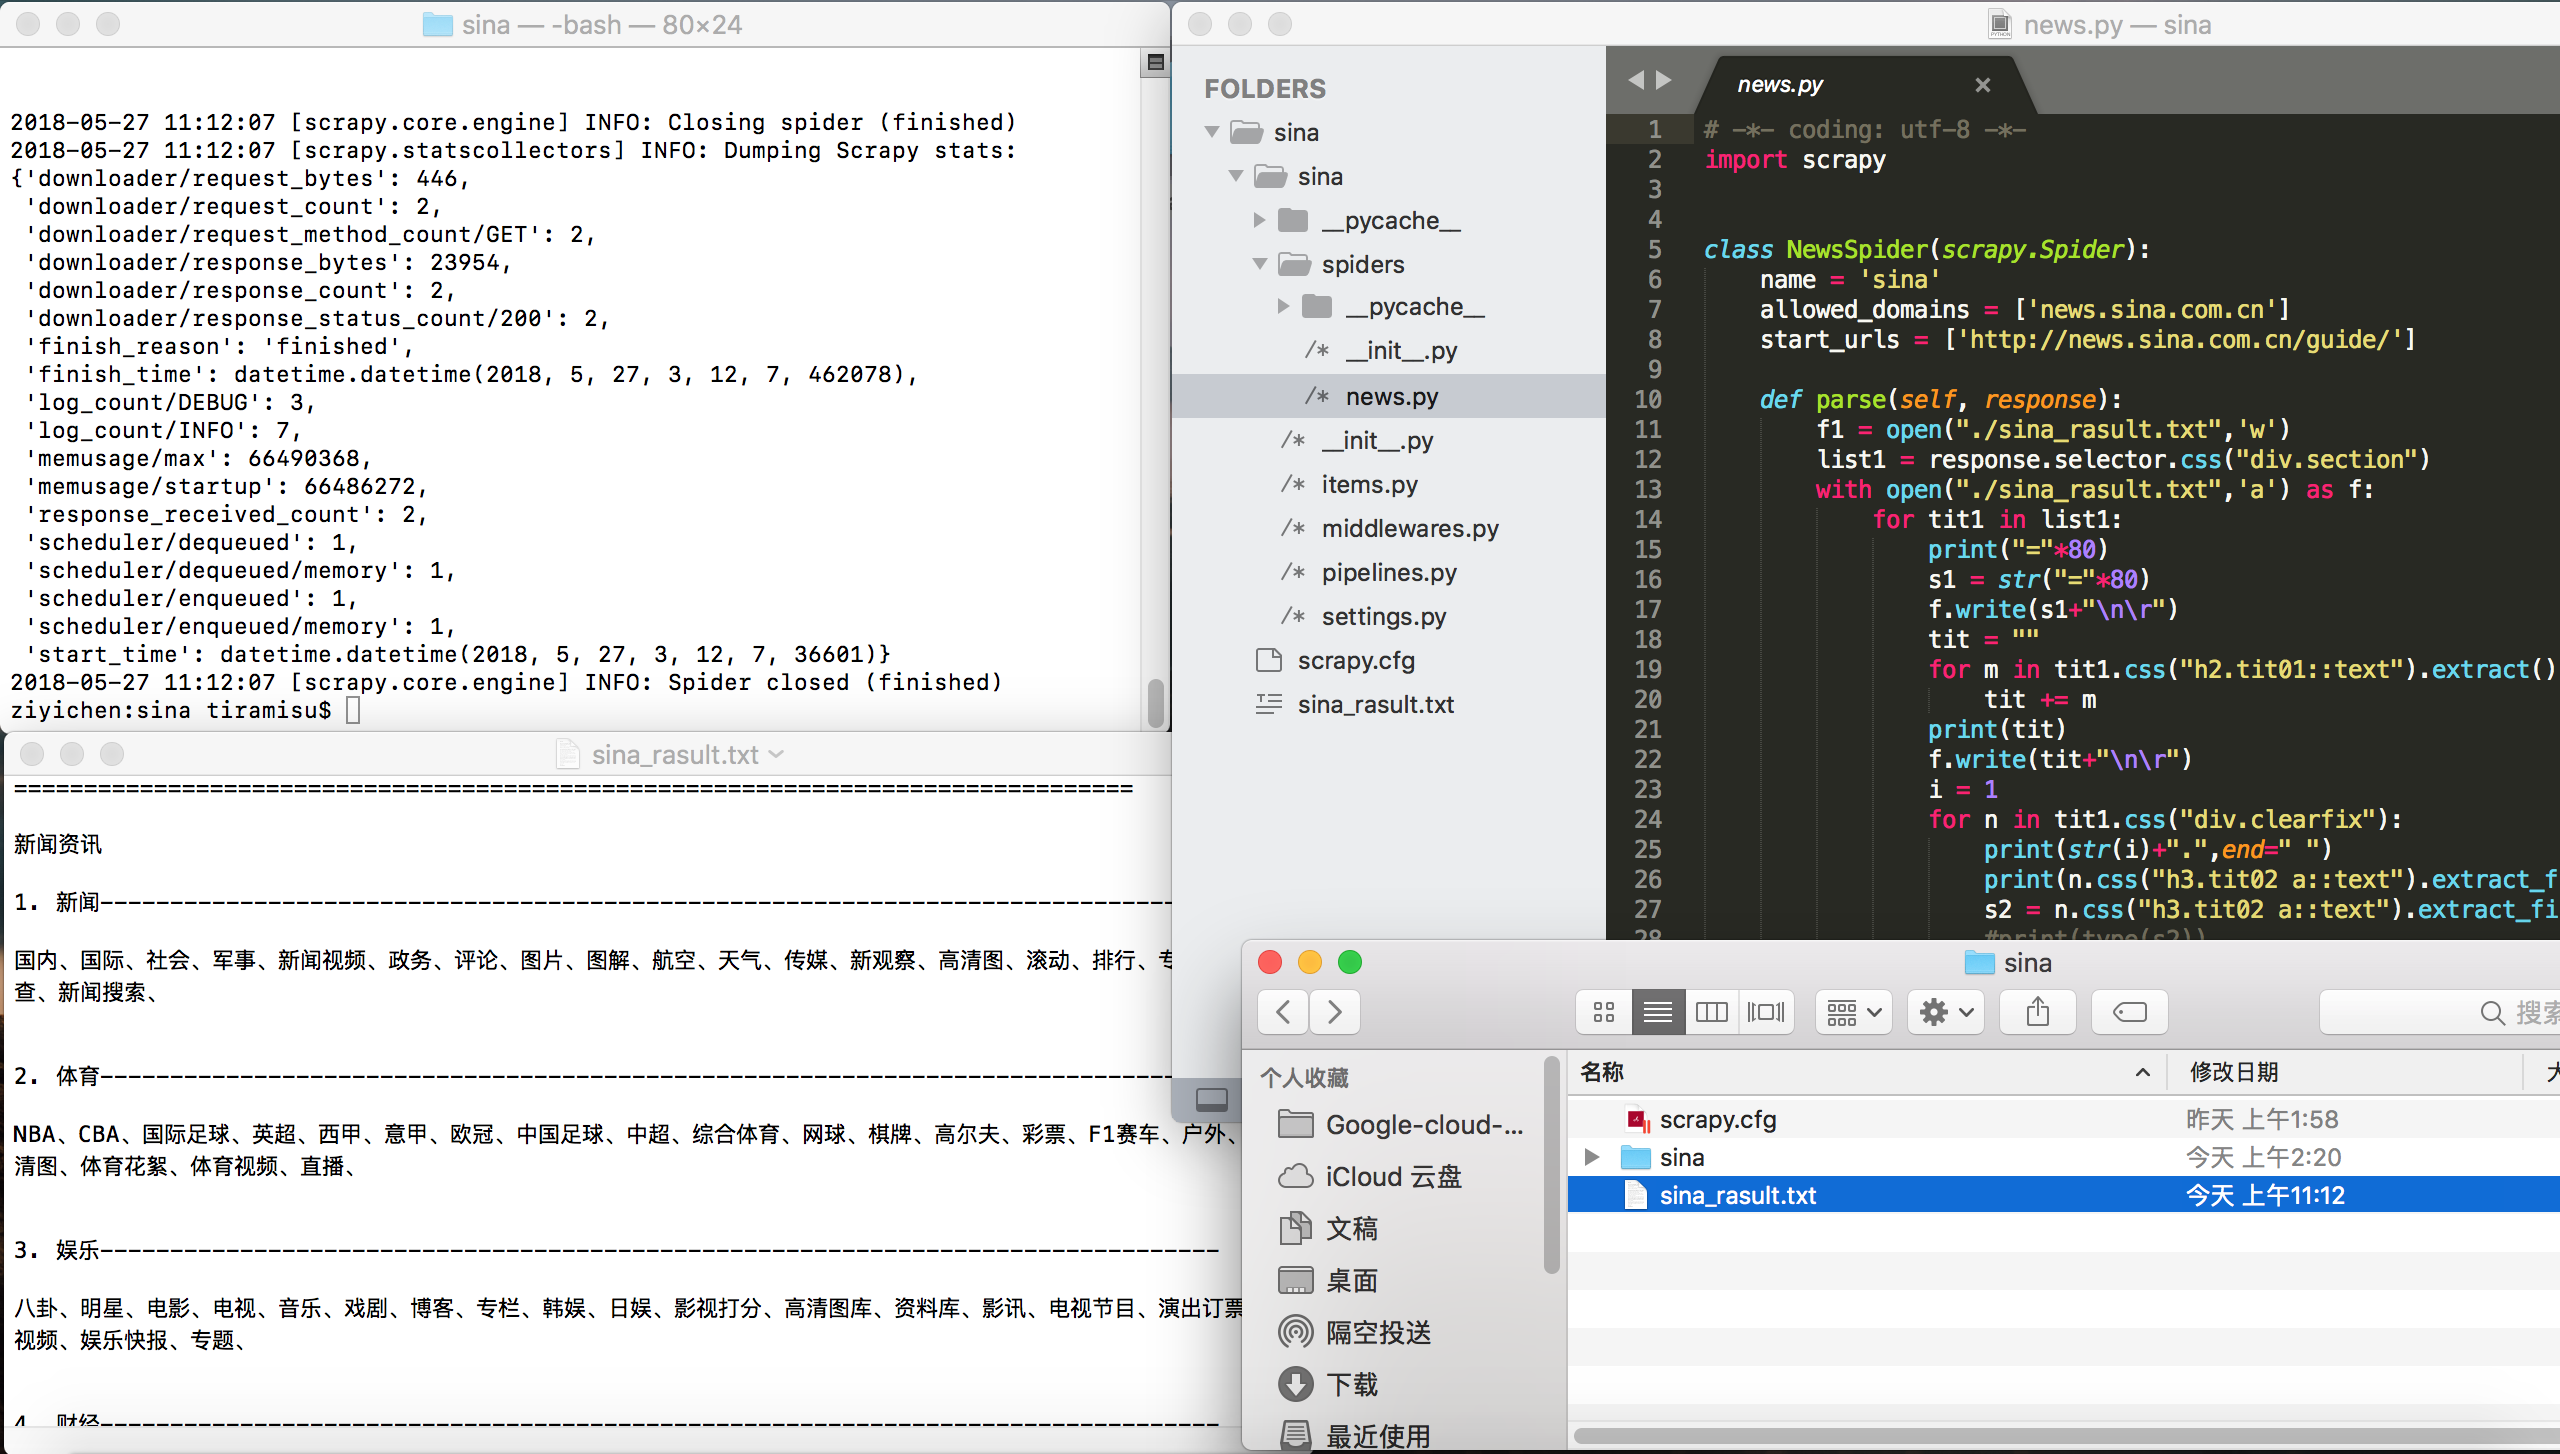 sina — -bash — 80×24
2018-05-27 11:12:07 [scrapy.core.engine] INFO: Closing spider (finished)
2018-05-27 11:12:07 [scrapy.statscollectors] INFO: Dumping Scrapy stats:
{'downloader/request_bytes': 446,
'downloader/request_count': 2,
'downloader/request_method_count/GET': 2,
'downloader/response_bytes': 23954,
'downloader/response_count': 2,
'downloader/response_status_count/200': 2,
'finish_reason': 'finished',
'finish_time': datetime.datetime(2018, 5, 27, 3, 12, 7, 462078),
'log_count/DEBUG': 3,
'log_count/INFO': 7,
'memusage/max': 66490368,
'memusage/startup': 66486272,
'response_received_count': 2,
'scheduler/dequeued': 1,
'scheduler/dequeued/memory': 1,
'scheduler/enqueued': 1,
'scheduler/enqueued/memory': 1,
'start_time': datetime.datetime(2018, 5, 27, 3, 12, 7, 36601)}
2018-05-27 11:12:07 [scrapy.core.engine] INFO: Spider closed (finished)
ziyichen:sina tiramisu$
sina_rasult.txt
================================================================================
新闻资讯
1. 新闻--------------------------------------------------------------------------------
国内、国际、社会、军事、新闻视频、政务、评论、图片、图解、航空、天气、传媒、新观察、高清图、滚动、排行、专
查、新闻搜索、
2. 体育--------------------------------------------------------------------------------
NBA、CBA、国际足球、英超、西甲、意甲、欧冠、中国足球、中超、综合体育、网球、棋牌、高尔夫、彩票、F1赛车、户外、
清图、体育花絮、体育视频、直播、
3. 娱乐--------------------------------------------------------------------------------
八卦、明星、电影、电视、音乐、戏剧、博客、专栏、韩娱、日娱、影视打分、高清图库、资料库、影讯、电视节目、演出订票
视频、娱乐快报、专题、
4. 财经--------------------------------------------------------------------------------
news.py — sina
FOLDERS
sina
sina
__pycache__
spiders
__pycache__
/* __init__.py
/* news.py
/* __init__.py
/* items.py
/* middlewares.py
/* pipelines.py
/* settings.py
scrapy.cfg
sina_rasult.txt
news.py ×
1 # -*- coding: utf-8 -*-
2 import scrapy
3
4
5 class NewsSpider(scrapy.Spider):
6 name = 'sina'
7 allowed_domains = ['news.sina.com.cn']
8 start_urls = ['http://news.sina.com.cn/guide/']
9
10 def parse(self, response):
11 f1 = open("./sina_rasult.txt",'w')
12 list1 = response.selector.css("div.section")
13 with open("./sina_rasult.txt",'a') as f:
14 for tit1 in list1:
15 print("="*80)
16 s1 = str("="*80)
17 f.write(s1+"\n\r")
18 tit = ""
19 for m in tit1.css("h2.tit01::text").extract()
20 tit += m
21 print(tit)
22 f.write(tit+"\n\r")
23 i = 1
24 for n in tit1.css("div.clearfix"):
25 print(str(i)+".",end=" ")
26 print(n.css("h3.tit02 a::text").extract_f
27 s2 = n.css("h3.tit02 a::text").extract_fi
28 #print(type(s2))
sina
搜索
个人收藏
Google-cloud-...
iCloud 云盘
文稿
桌面
隔空投送
下载
最近使用
名称 修改日期 大
scrapy.cfg 昨天 上午1:58
sina 今天 上午2:20
sina_rasult.txt 今天 上午11:12